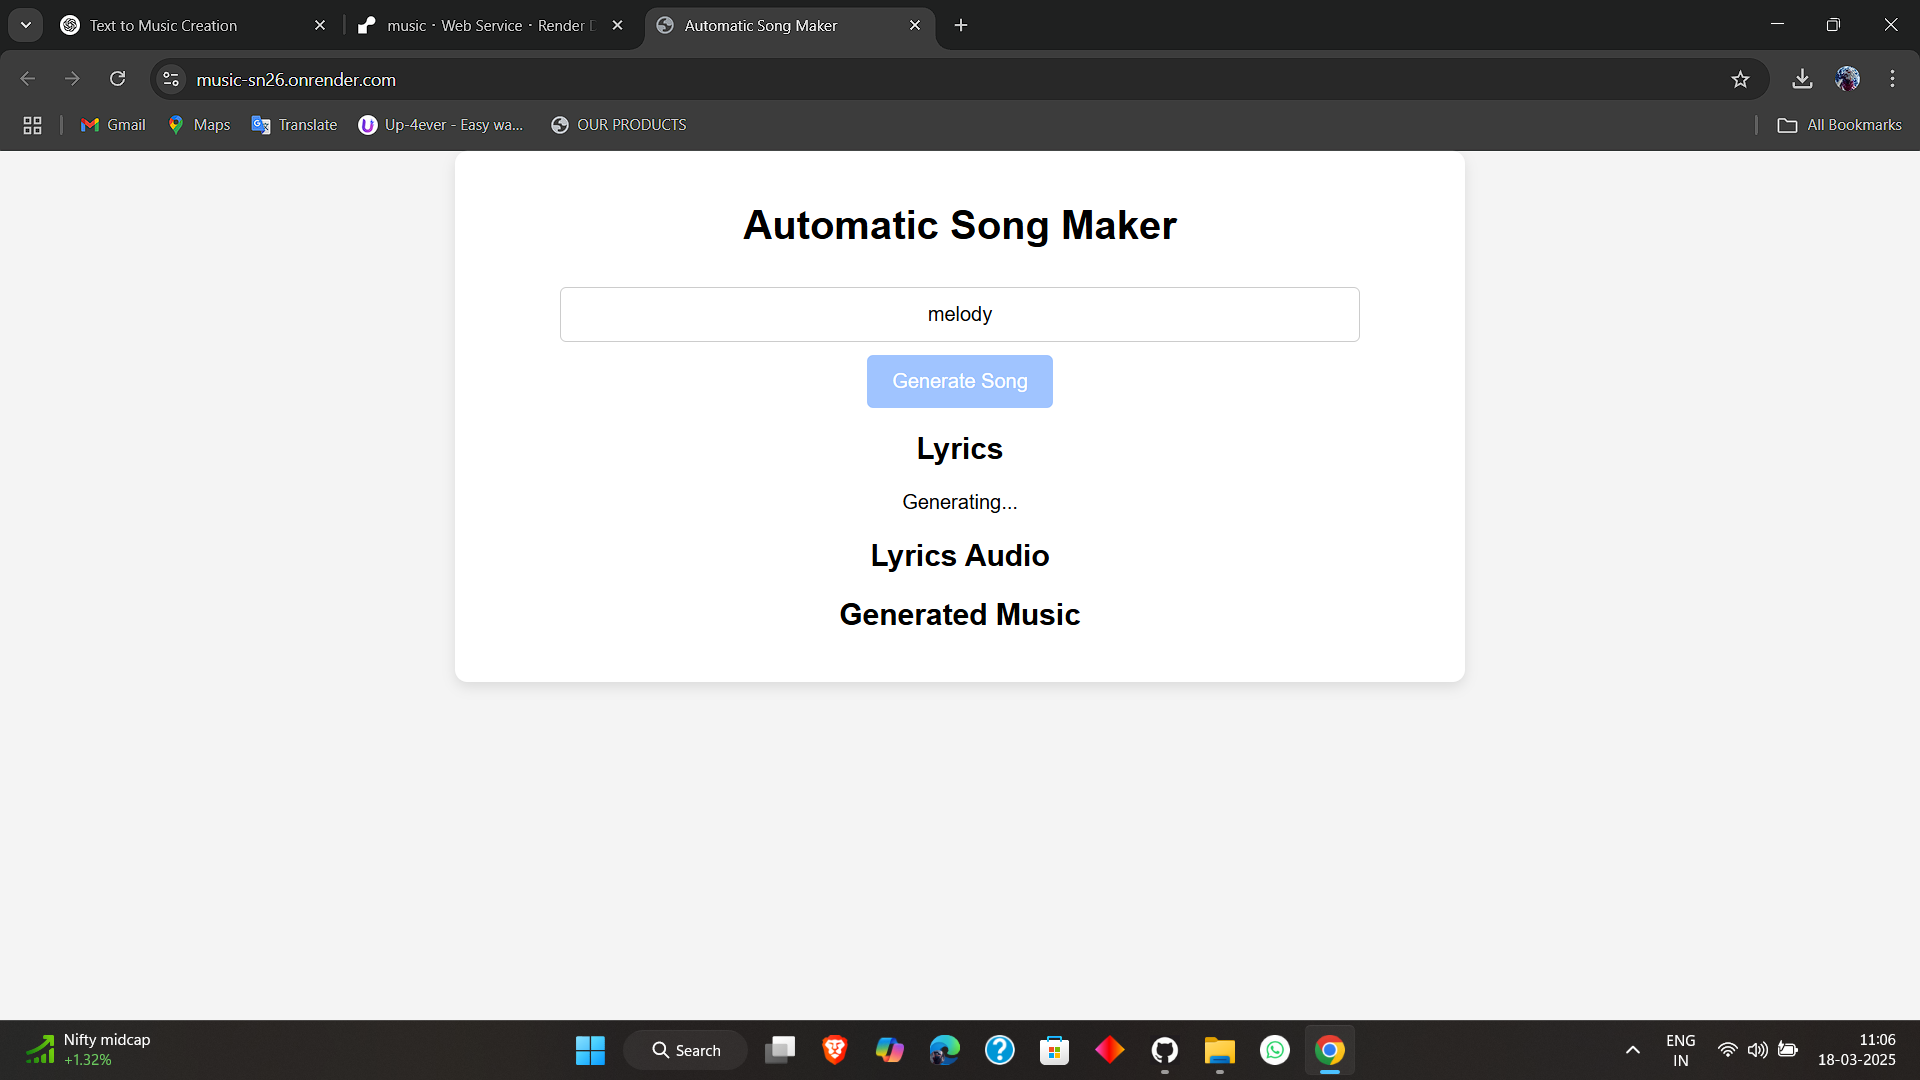 Text to Music Creation
music · Web Service · Render
Automatic Song Maker
music-sn26.onrender.com
Gmail
Maps
Translate
Up-4ever - Easy wa...
OUR PRODUCTS
All Bookmarks
Automatic Song Maker
melody
Generate Song
Lyrics
Generating...
Lyrics Audio
Generated Music
Nifty midcap
+1.32%
Search
ENG
IN
11:06
18-03-2025